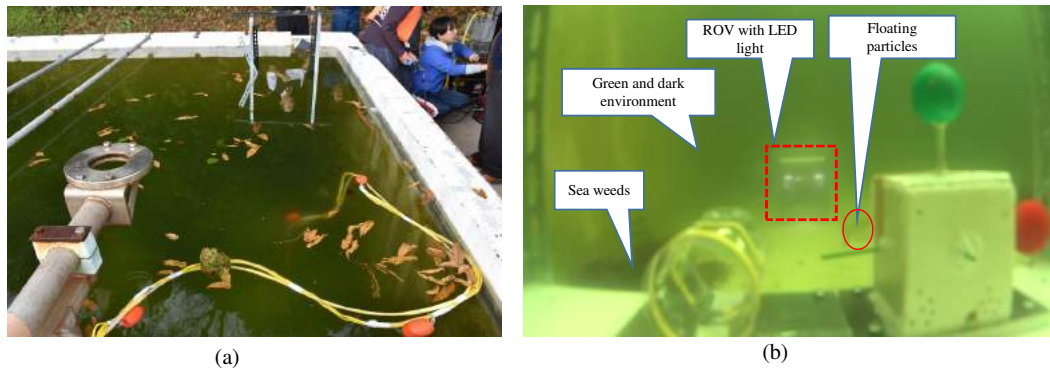 ROV with LED
light
Floating
particles
Green and dark
environment
Sea weeds
(a)
(b)